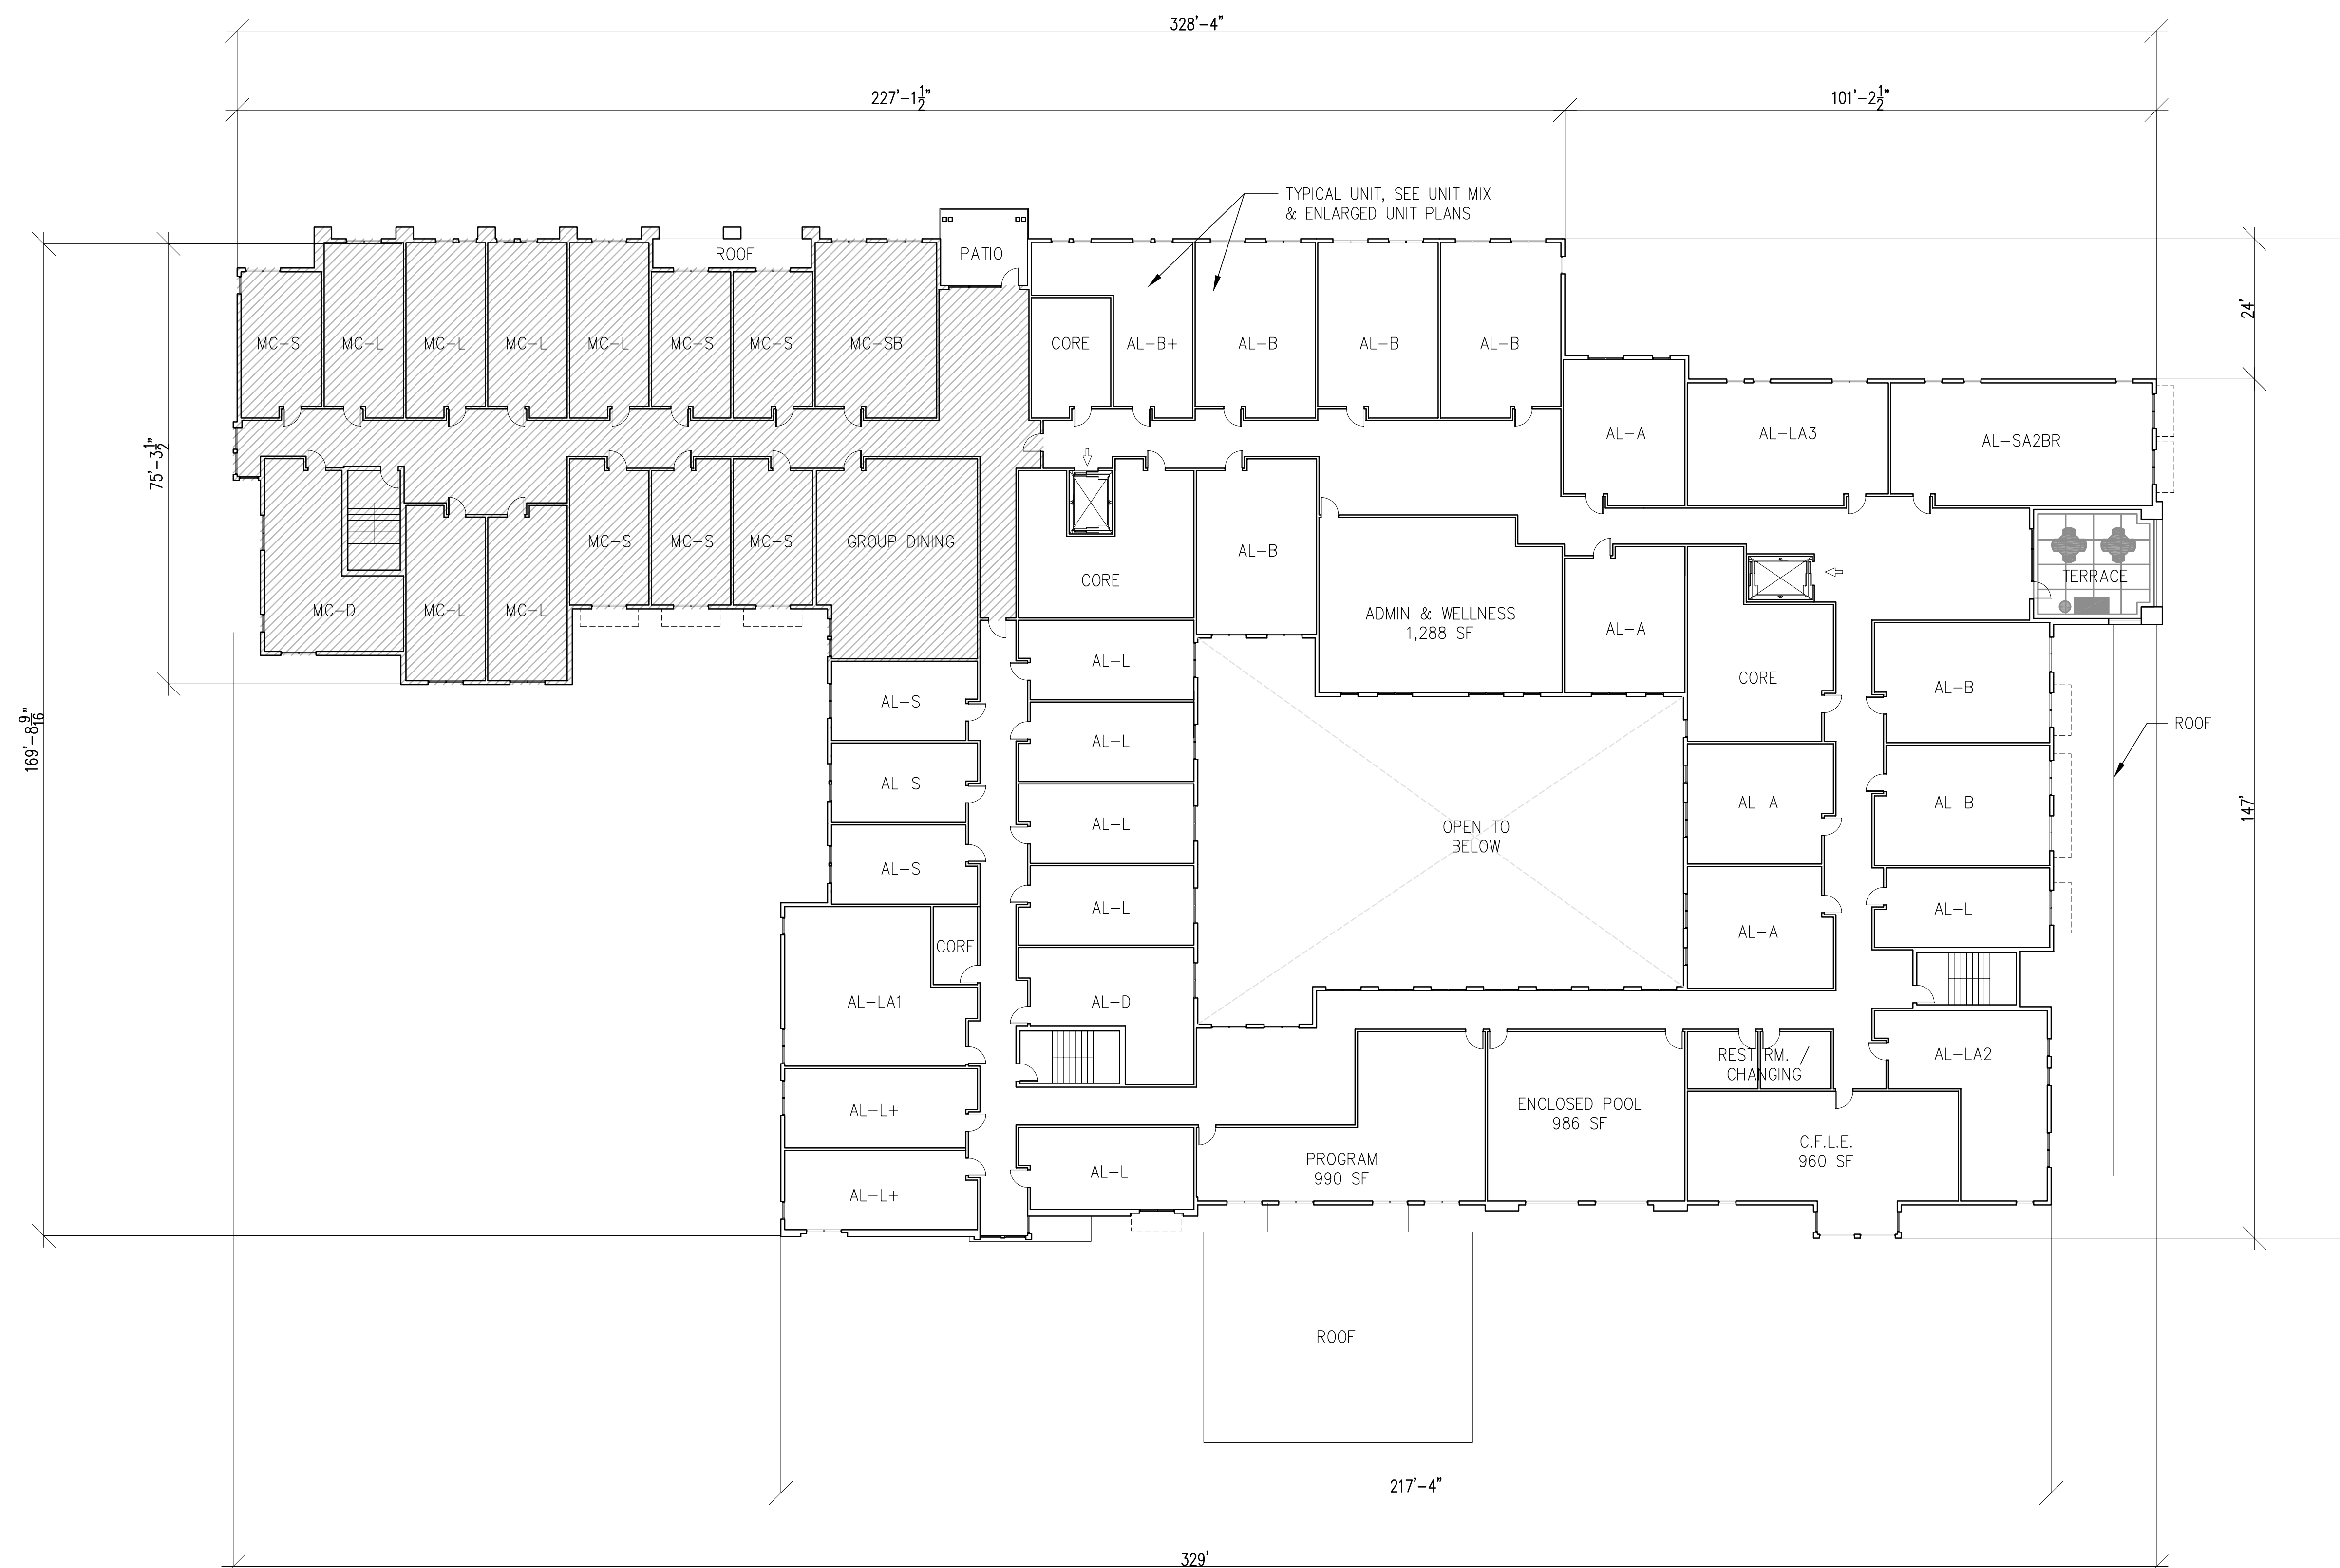 328'-4"
227'-1 1/2"
101'-2 1/2"
TYPICAL UNIT, SEE UNIT MIX
& ENLARGED UNIT PLANS
ROOF
PATIO
24'
MC-S
MC-L
MC-L
MC-L
MC-L
MC-S
MC-S
MC-SB
CORE
AL-B+
AL-B
AL-B
AL-B
AL-A
AL-LA3
AL-SA2BR
75'-3 1/2"
MC-S
MC-S
MC-S
GROUP DINING
AL-B
CORE
TERRACE
MC-D
MC-L
MC-L
ADMIN & WELLNESS
1,288 SF
AL-A
AL-L
CORE
AL-B
AL-S
ROOF
169'-8 9/16"
AL-L
AL-S
AL-A
AL-B
147'
AL-L
OPEN TO
BELOW
AL-S
AL-L
AL-A
AL-L
CORE
AL-LA1
AL-D
REST RM. /
CHANGING
AL-LA2
AL-L+
ENCLOSED POOL
986 SF
C.F.L.E.
960 SF
PROGRAM
990 SF
AL-L
AL-L+
ROOF
217'-4"
329'